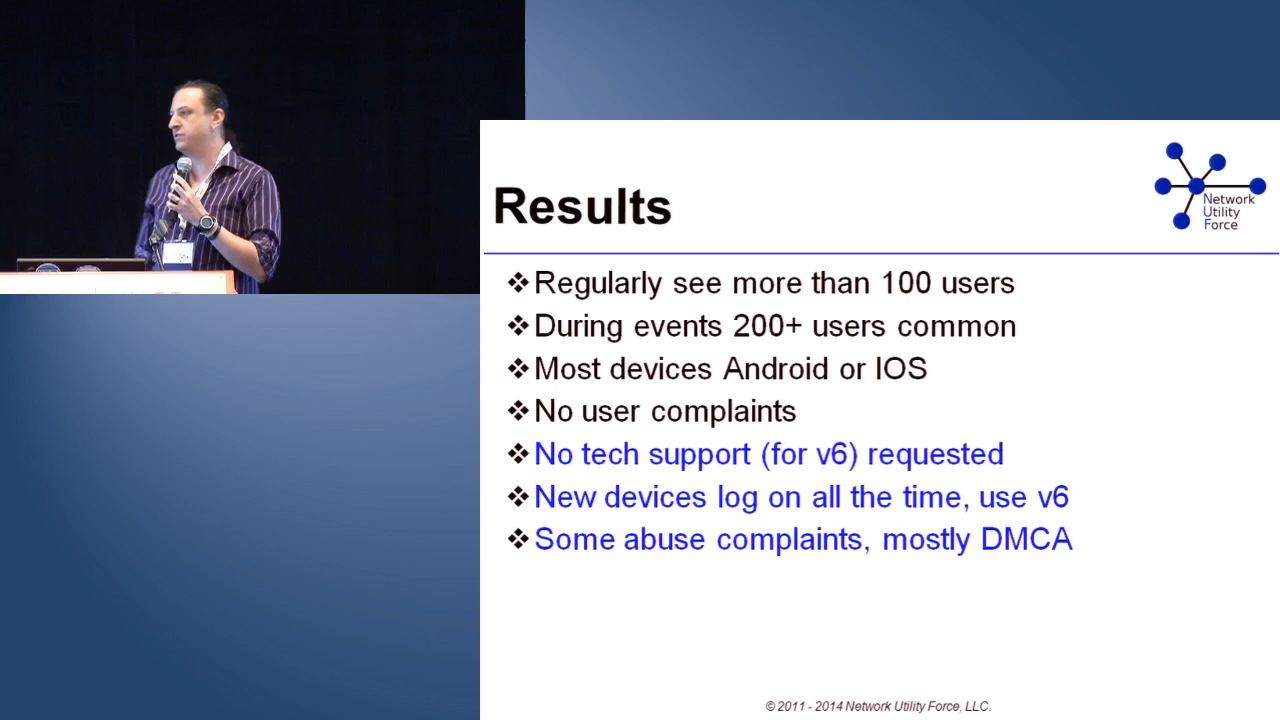 Results
Network
Utility
Force
❖Regularly see more than 100 users
❖During events 200+ users common
❖Most devices Android or IOS
❖No user complaints
❖No tech support (for v6) requested
❖New devices log on all the time, use v6
❖Some abuse complaints, mostly DMCA
© 2011 - 2014 Network Utility Force, LLC.